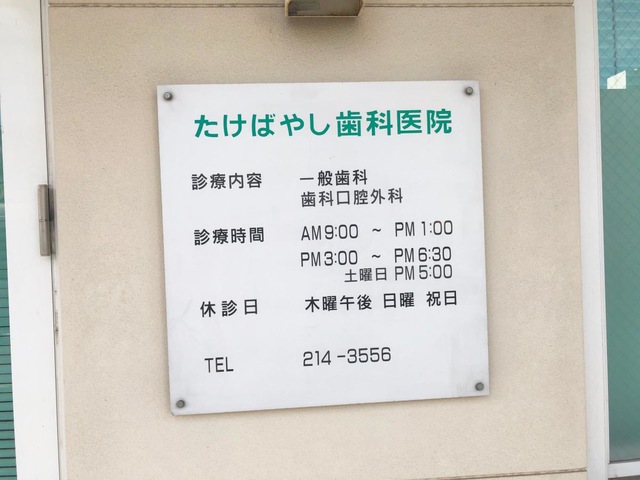 たけばやし歯科医院
診療内容 一般歯科
歯科口腔外科
診療時間 AM9:00 ～ PM1:00
PM3:00 ～ PM6:30
土曜日 PM5:00
休診日 木曜午後 日曜 祝日
TEL 214-3556